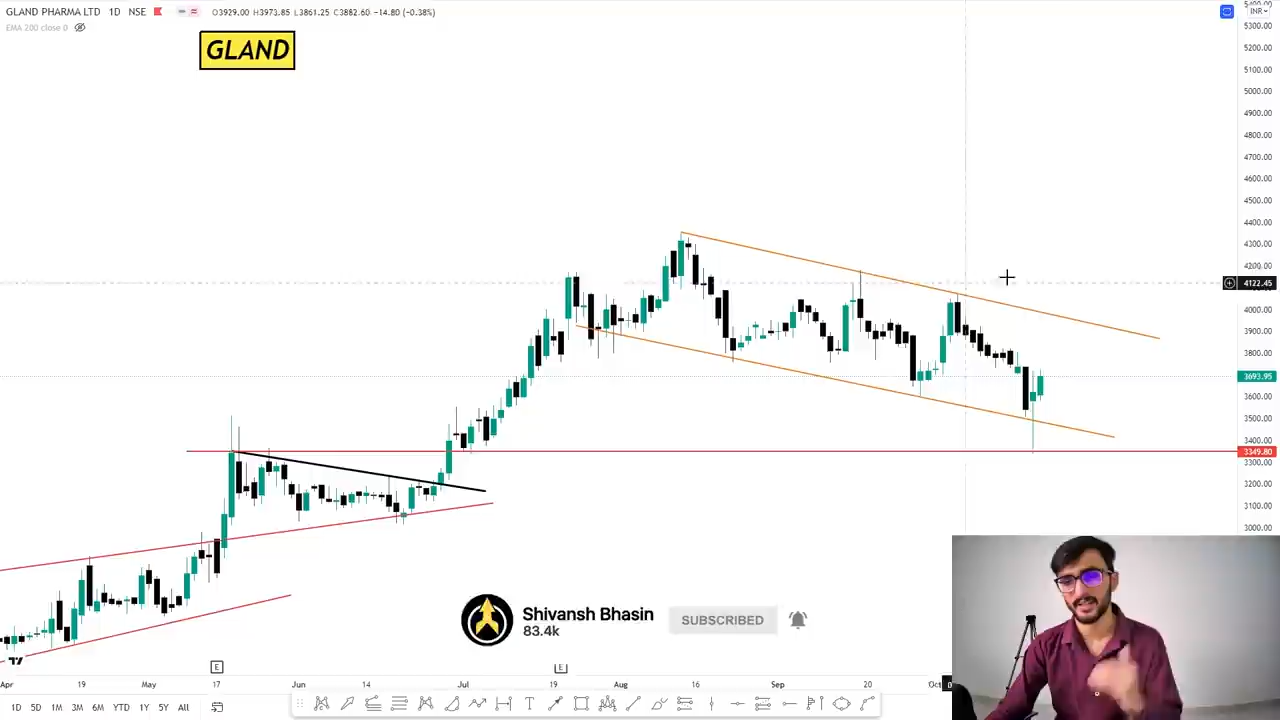 GLAND PHARMA LTD 1D NSE O3929.00 H3973.85 L3861.25 C3882.60 −14.80 (−0.38%)
EMA 200 close 0
GLAND
INR
5300.00
5200.00
5100.00
5000.00
4900.00
4800.00
4700.00
4600.00
4500.00
4400.00
4300.00
4200.00
4122.45
4000.00
3900.00
3800.00
3693.95
3600.00
3500.00
3400.00
3349.80
3300.00
3200.00
3100.00
3000.00
Shivansh Bhasin
83.4k
SUBSCRIBED
E E
Apr 19 May 17 Jun 14 Jul 19 Aug 16 Sep 20 Oct
1D 5D 1M 3M 6M YTD 1Y 5Y All